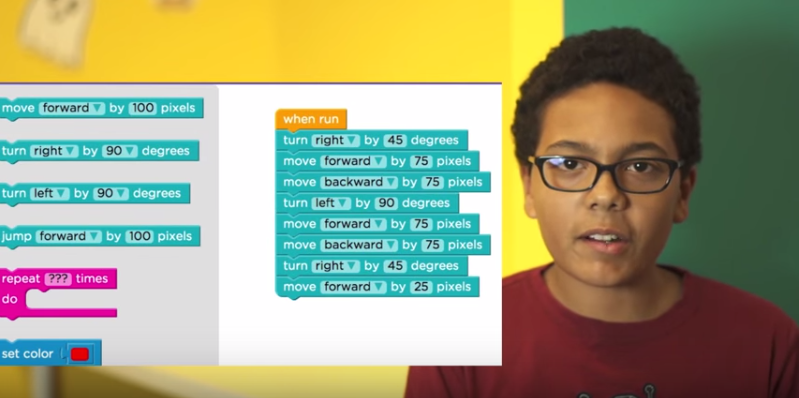 move forward by 100 pixels
turn right by 90 degrees
turn left by 90 degrees
jump forward by 100 pixels
repeat ??? times
do
set color
when run
turn right by 45 degrees
move forward by 75 pixels
move backward by 75 pixels
turn left by 90 degrees
move forward by 75 pixels
move backward by 75 pixels
turn right by 45 degrees
move forward by 25 pixels